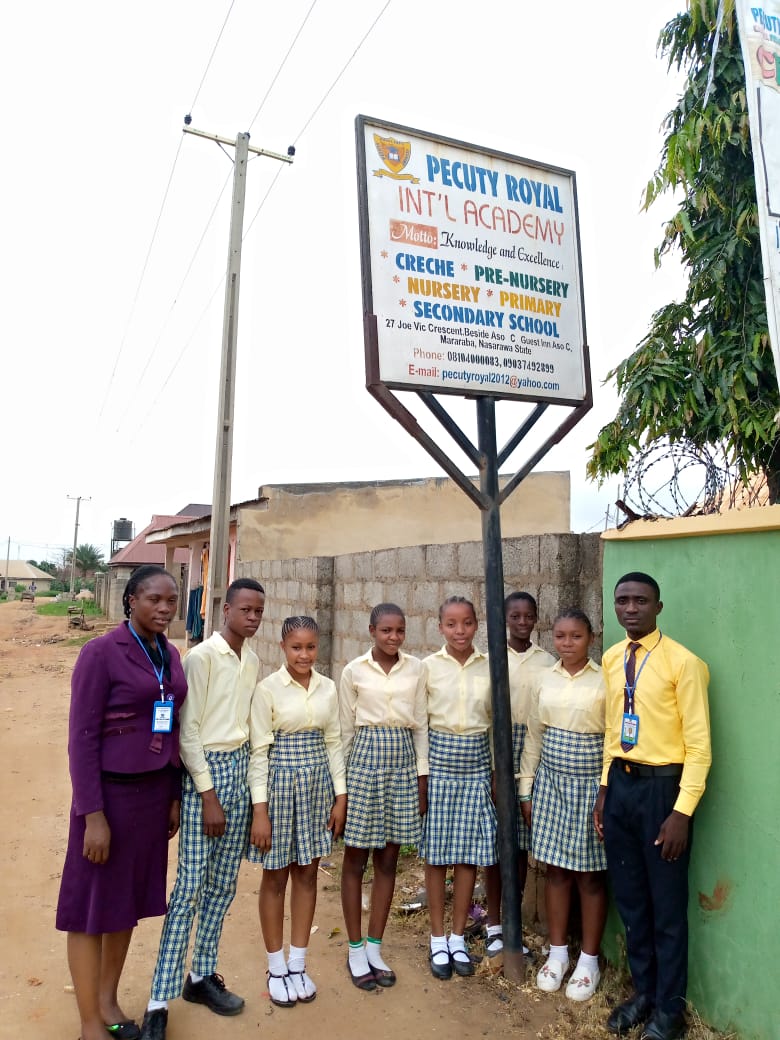 PECUTY ROYAL
INT'L ACADEMY
Motto: Knowledge and Excellence
* CRECHE * PRE-NURSERY
* NURSERY * PRIMARY
* SECONDARY SCHOOL
27 Joe Vic Crescent.Beside Aso C Guest Inn Aso C,
Mararaba, Nasarawa State
Phone: 08104000083, 09037492899
E-mail: pecutyroyal2012@yahoo.com